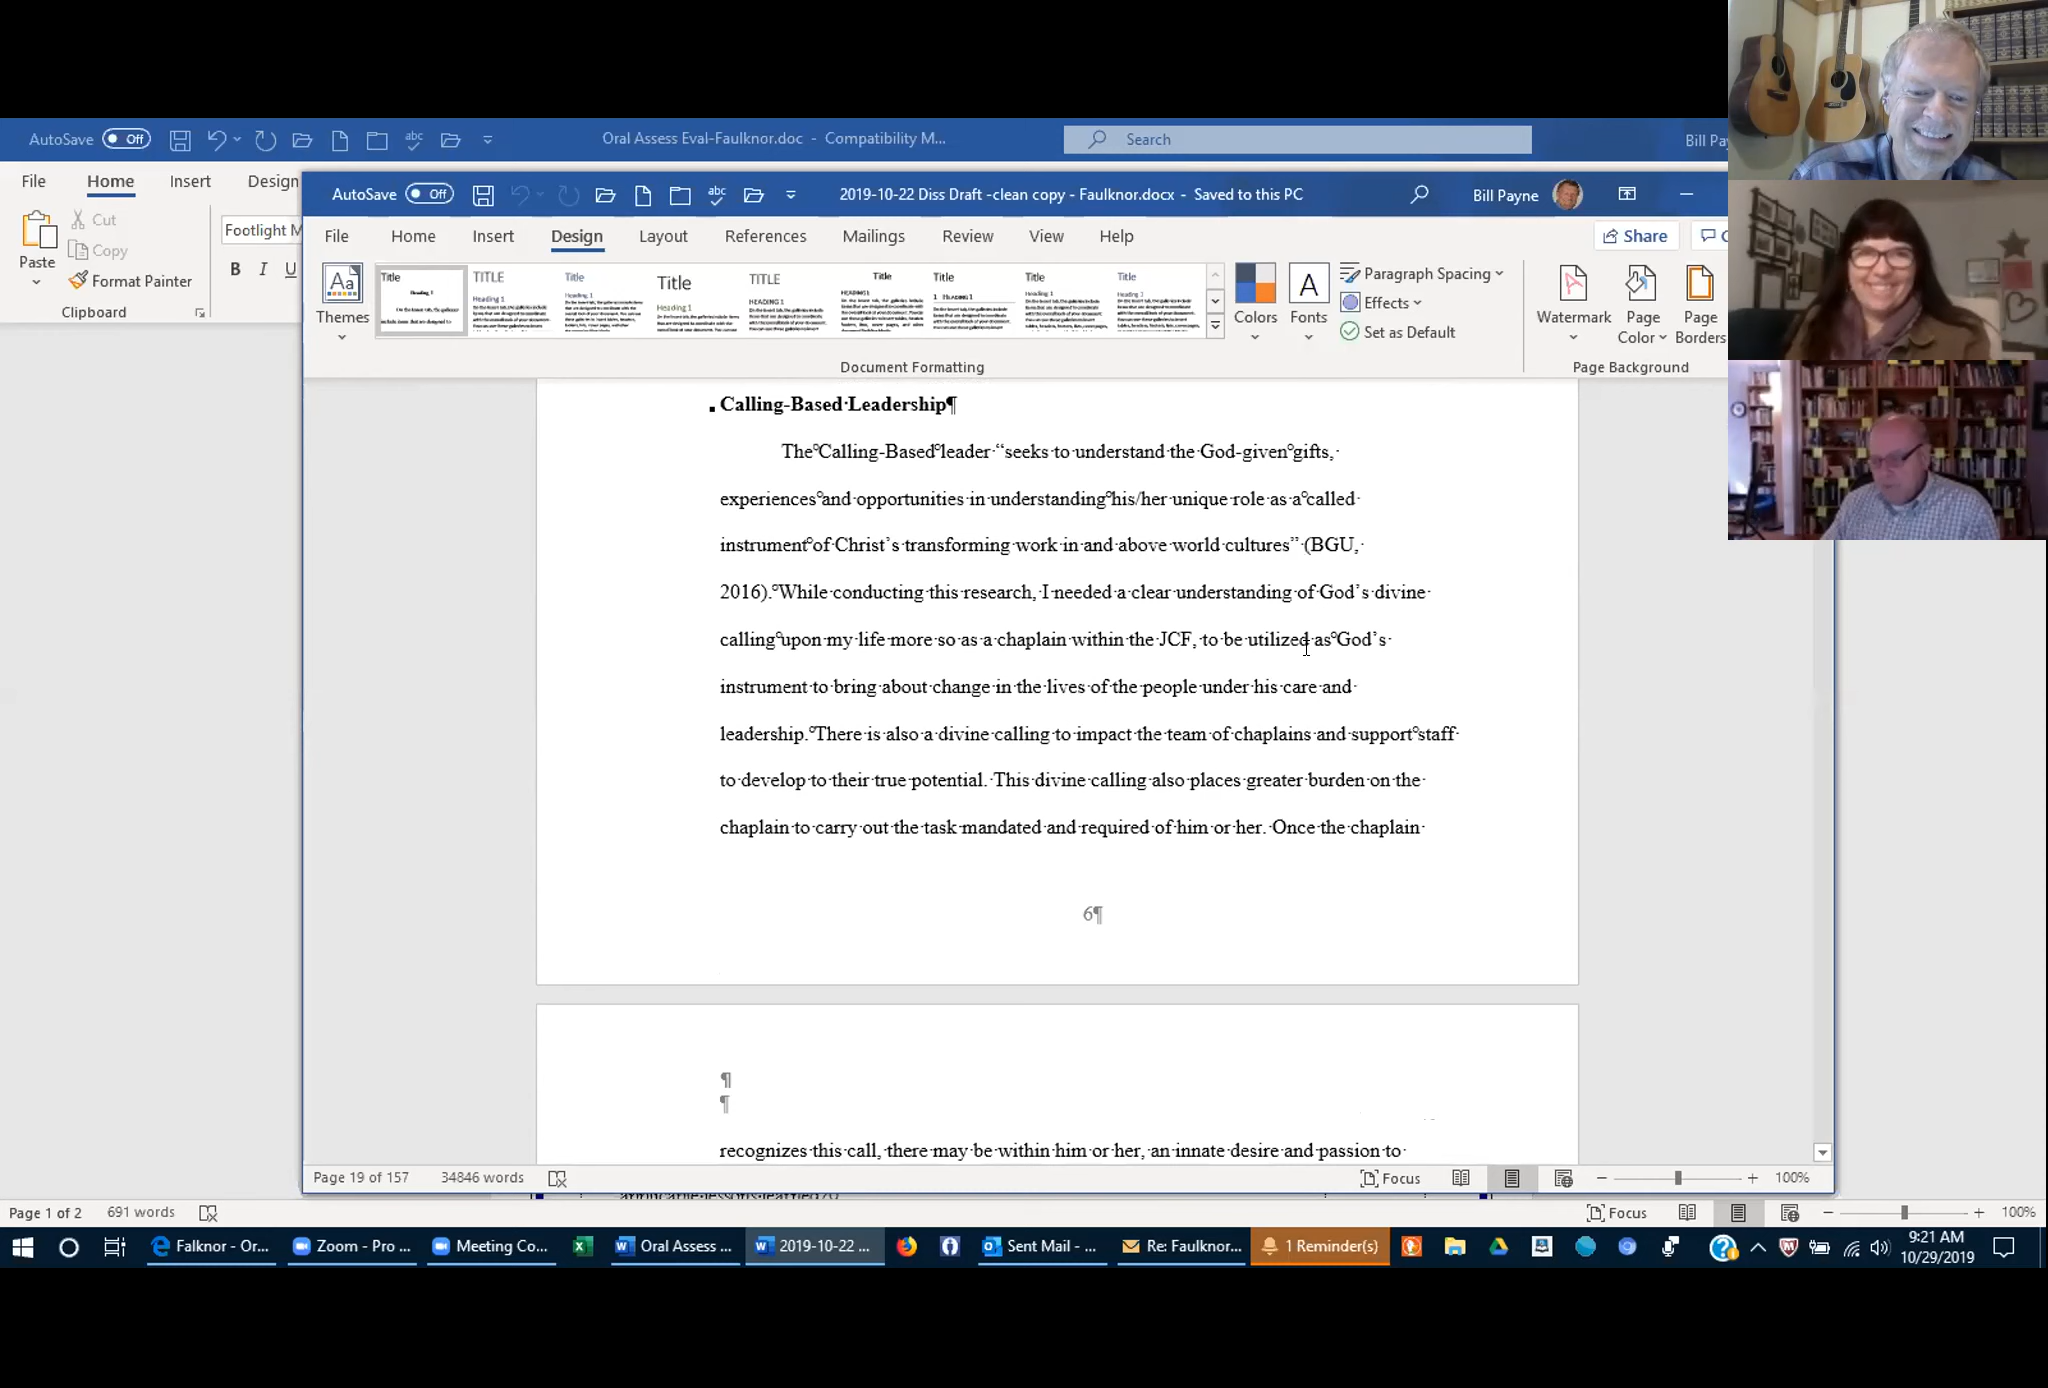 AutoSave Off
Oral Assess Eval-Faulknor.doc - Compatibility M...
Search
Bill Pay
File Home Insert Design
Paste
Cut
Copy
Format Painter
Clipboard
Footlight M
B I U
AutoSave Off
abc
2019-10-22 Diss Draft -clean copy - Faulknor.docx - Saved to this PC
Bill Payne
File Home Insert Design Layout References Mailings Review View Help
Share
Themes
Colors
Fonts
Paragraph Spacing
Effects
Set as Default
Watermark
Page Color
Page Borders
Document Formatting
Page Background
Calling-Based Leadership¶
The Calling-Based leader “seeks to understand the God-given gifts,
experiences and opportunities in understanding his/her unique role as a called
instrument of Christ’s transforming work in and above world cultures” (BGU,
2016). While conducting this research, I needed a clear understanding of God’s divine
calling upon my life more so as a chaplain within the JCF, to be utilized as God’s
instrument to bring about change in the lives of the people under his care and
leadership. There is also a divine calling to impact the team of chaplains and support staff
to develop to their true potential. This divine calling also places greater burden on the
chaplain to carry out the task mandated and required of him or her. Once the chaplain
6¶
¶
¶
recognizes this call, there may be within him or her, an innate desire and passion to
Page 19 of 157 34846 words
Focus
100%
Page 1 of 2 691 words
Focus
100%
Falknor - Or...
Zoom - Pro ...
Meeting Co...
Oral Assess ...
2019-10-22 ...
Sent Mail - ...
Re: Faulknor...
1 Reminder(s)
9:21 AM
10/29/2019